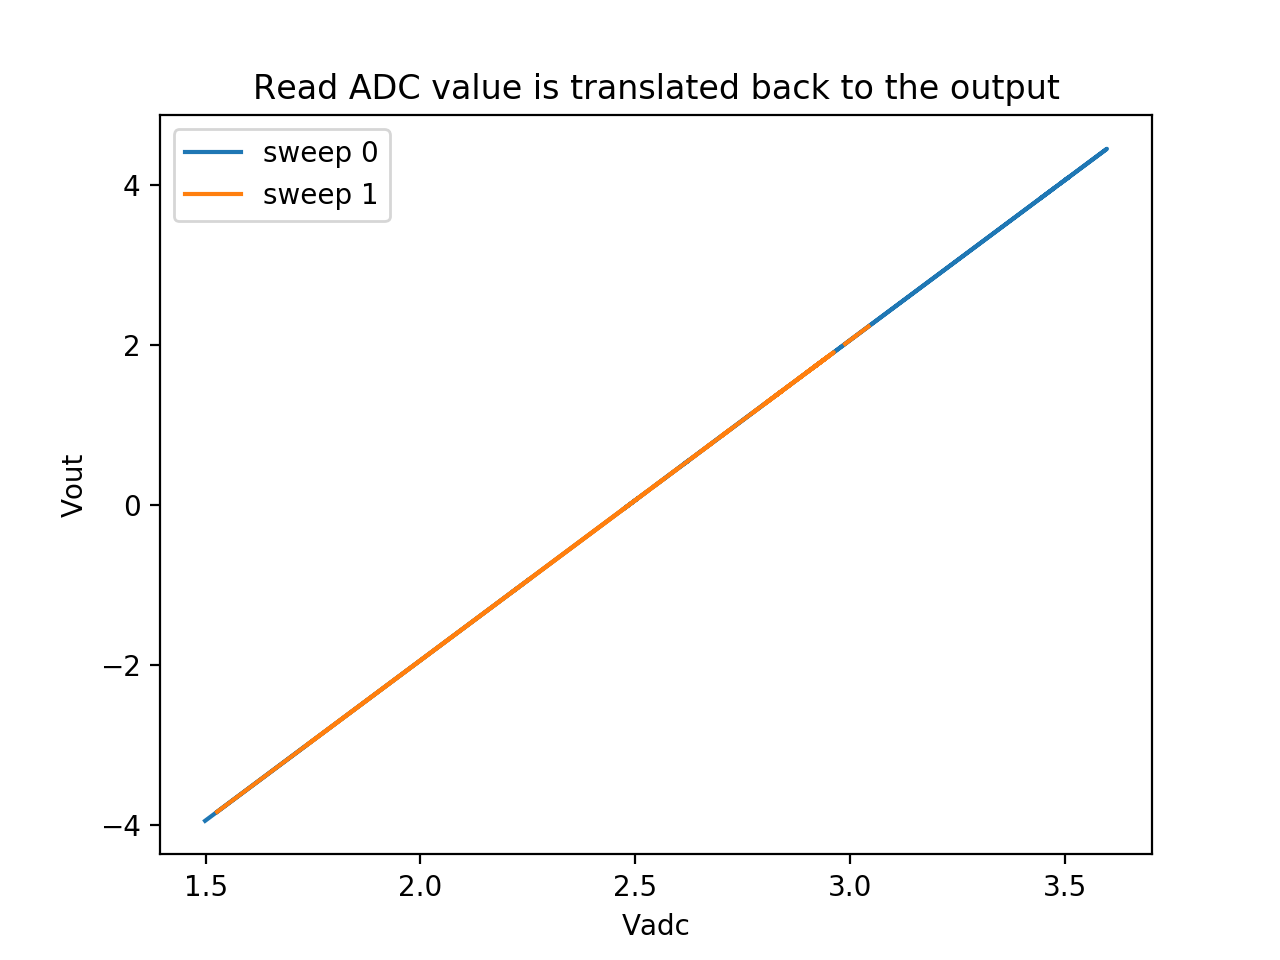 Read ADC value is translated back to the output
sweep 0
sweep 1
4
2
0
−2
−4
Vout
1.5 2.0 2.5 3.0 3.5
Vadc